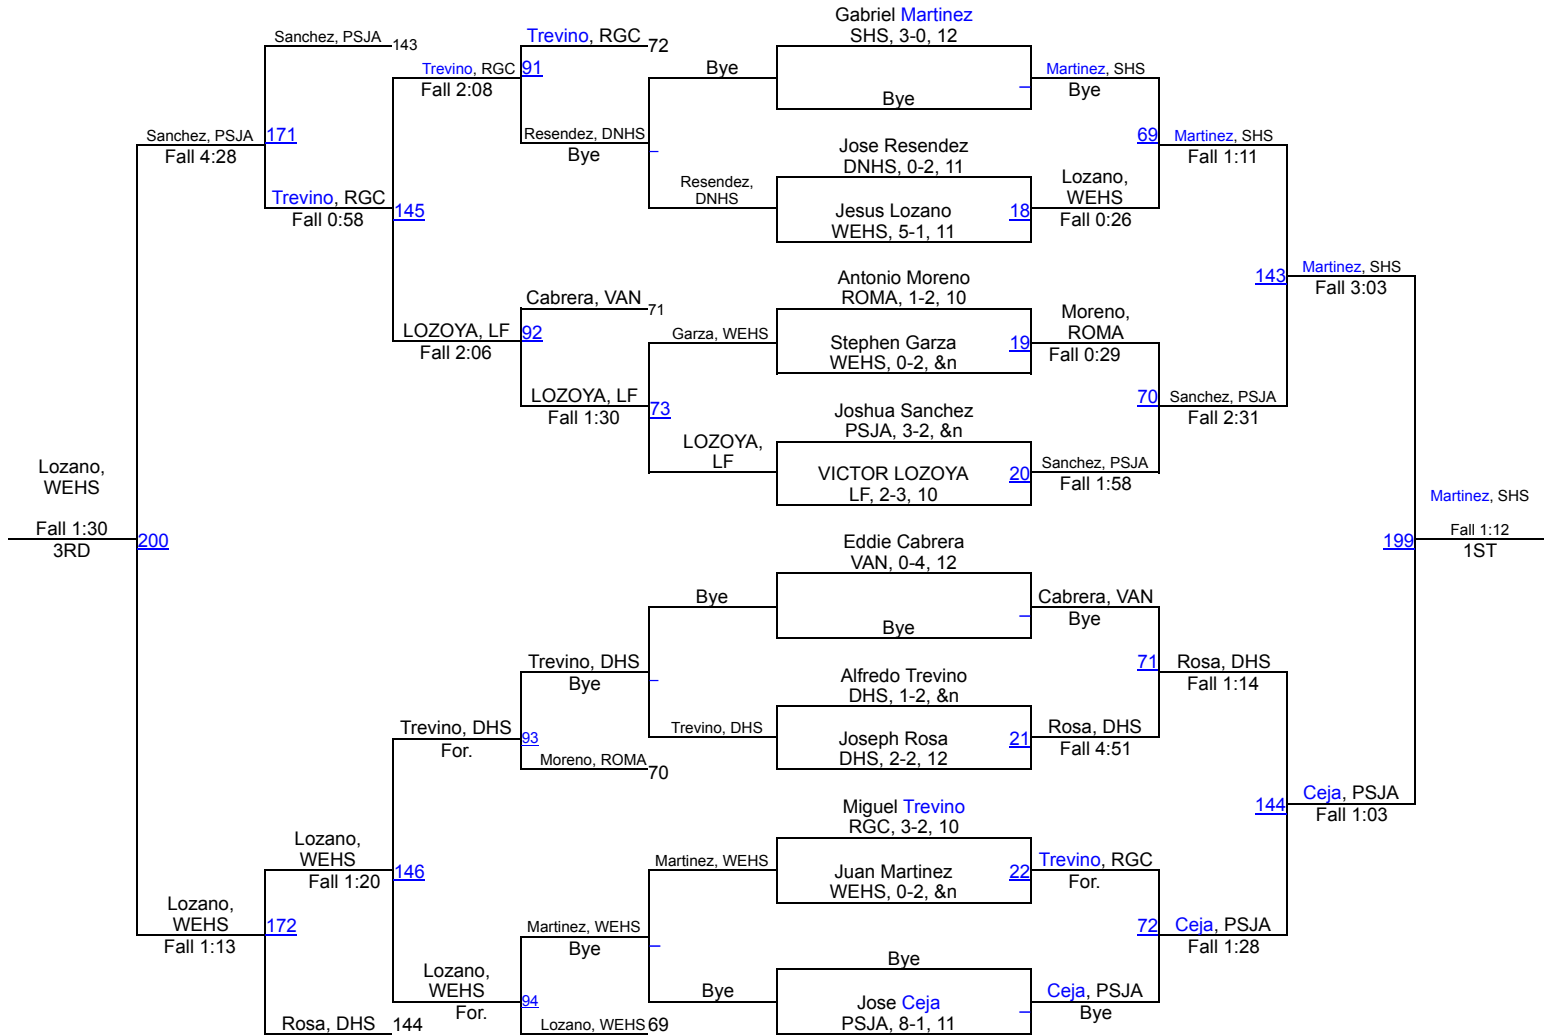 Gabriel Martinez
SHS, 3-0, 12
Sanchez, PSJA 143
Trevino, RGC 72
Trevino, RGC 91
Fall 2:08
Bye
Bye
Martinez, SHS
Bye
Sanchez, PSJA 171
Fall 4:28
Resendez, DNHS
Bye
Jose Resendez
DNHS, 0-2, 11
69
Martinez, SHS
Fall 1:11
Trevino, RGC
Fall 0:58
145
Resendez,
DNHS
Jesus Lozano
WEHS, 5-1, 11
18
Lozano,
WEHS
Fall 0:26
Antonio Moreno
ROMA, 1-2, 10
143
Martinez, SHS
Fall 3:03
Cabrera, VAN 71
LOZOYA, LF 92
Fall 2:06
Garza, WEHS
Stephen Garza
WEHS, 0-2, &n
19
Moreno,
ROMA
Fall 0:29
LOZOYA, LF
Fall 1:30
73
Joshua Sanchez
PSJA, 3-2, &n
70
Sanchez, PSJA
Fall 2:31
LOZOYA,
LF
VICTOR LOZOYA
LF, 2-3, 10
20
Sanchez, PSJA
Fall 1:58
Lozano,
WEHS
Fall 1:30
3RD
200
Martinez, SHS
Fall 1:12
1ST
199
Eddie Cabrera
VAN, 0-4, 12
Bye
Bye
Cabrera, VAN
Bye
Trevino, DHS
Bye
Alfredo Trevino
DHS, 1-2, &n
71
Rosa, DHS
Fall 1:14
Trevino, DHS
For.
93
Moreno, ROMA 70
Trevino, DHS
Joseph Rosa
DHS, 2-2, 12
21
Rosa, DHS
Fall 4:51
Miguel Trevino
RGC, 3-2, 10
144
Ceja, PSJA
Fall 1:03
Lozano,
WEHS
Fall 1:20
146
Martinez, WEHS
Juan Martinez
WEHS, 0-2, &n
22
Trevino, RGC
For.
Lozano,
WEHS
Fall 1:13
172
Martinez, WEHS
Bye
72
Ceja, PSJA
Fall 1:28
Bye
Lozano,
WEHS
For.
94
Bye
Jose Ceja
PSJA, 8-1, 11
Ceja, PSJA
Bye
Rosa, DHS 144
Lozano, WEHS 69